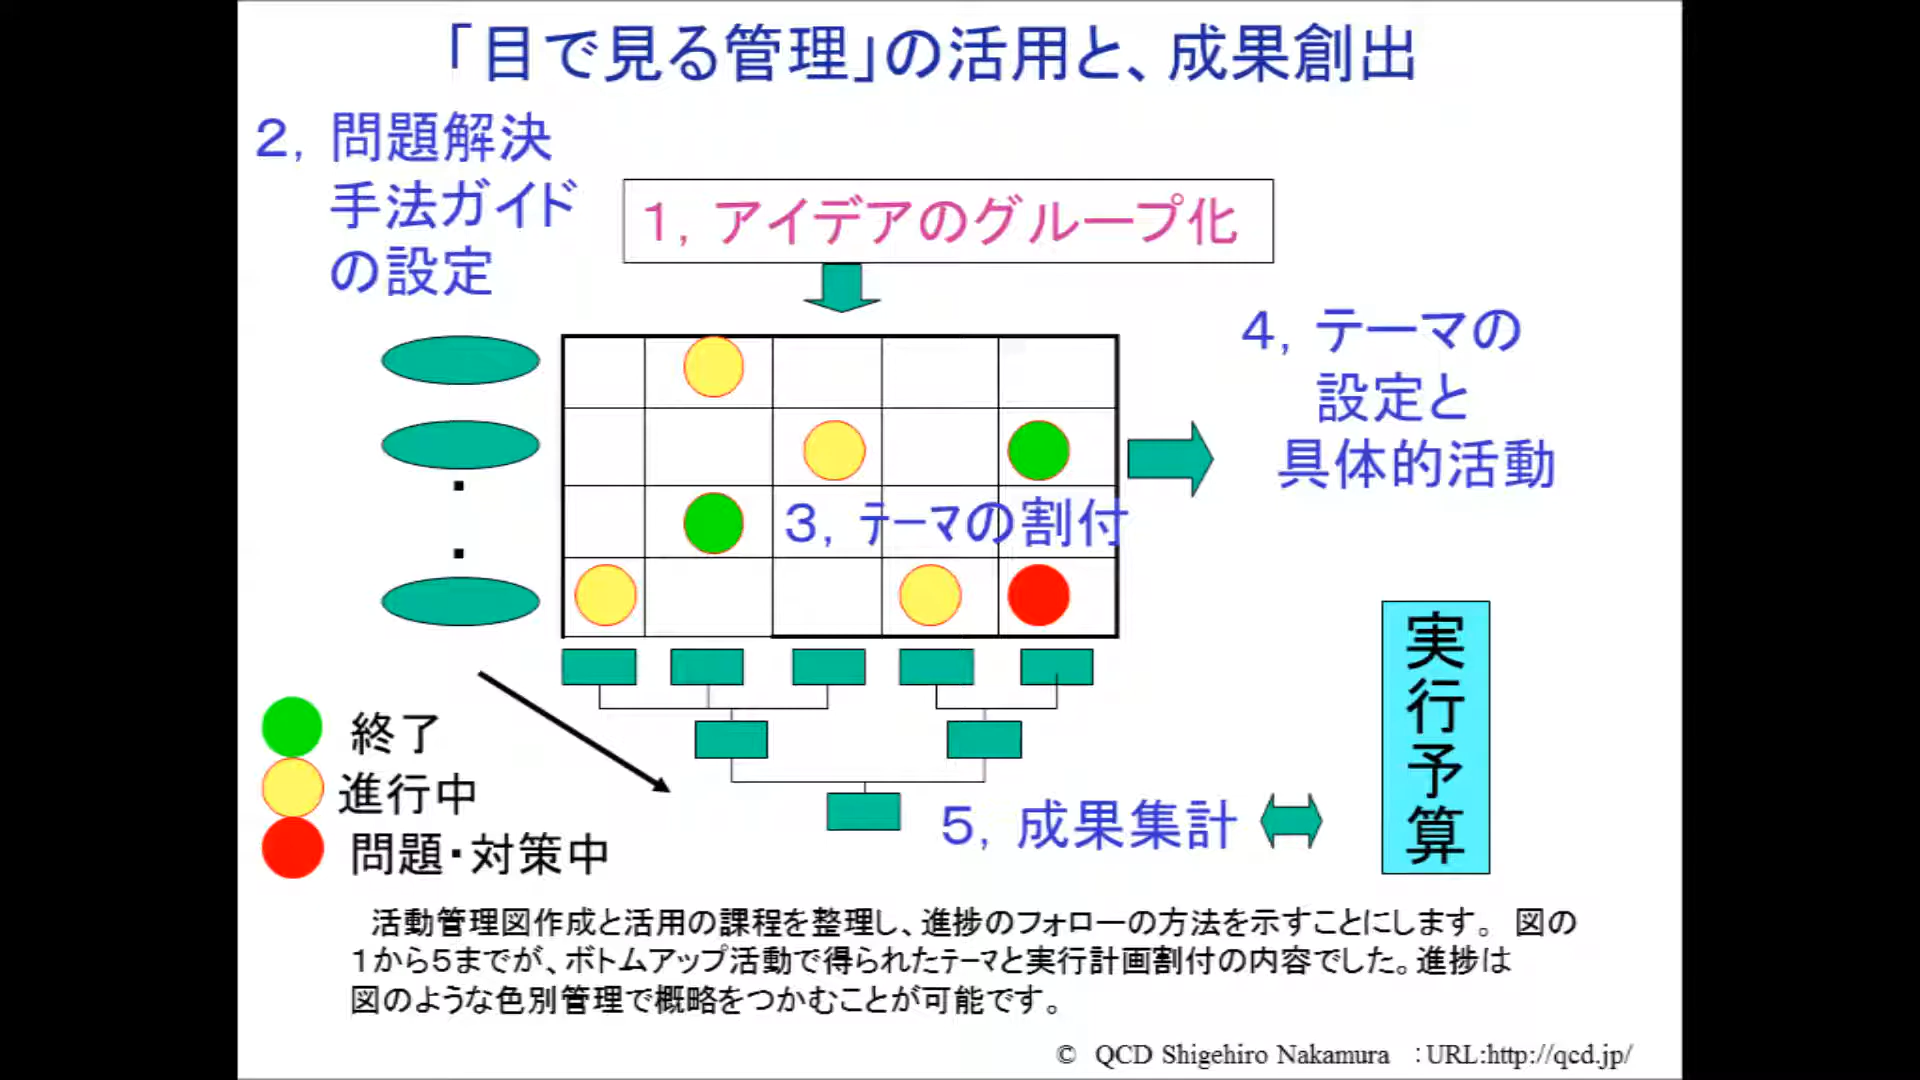 「目で見る管理」の活用と、成果創出
２，問題解決
手法ガイド
の設定
１，アイデアのグループ化
４，テーマの
設定と
具体的活動
３，ﾃｰﾏの割付
終了
進行中
問題・対策中
５，成果集計
実行予算
活動管理図作成と活用の課程を整理し、進捗のフォローの方法を示すことにします。　図の
１から５までが、ボトムアップ活動で得られたﾃｰﾏと実行計画割付の内容でした。進捗は
図のような色別管理で概略をつかむことが可能です。
©　QCD Shigehiro Nakamura　：URL:http://qcd.jp/